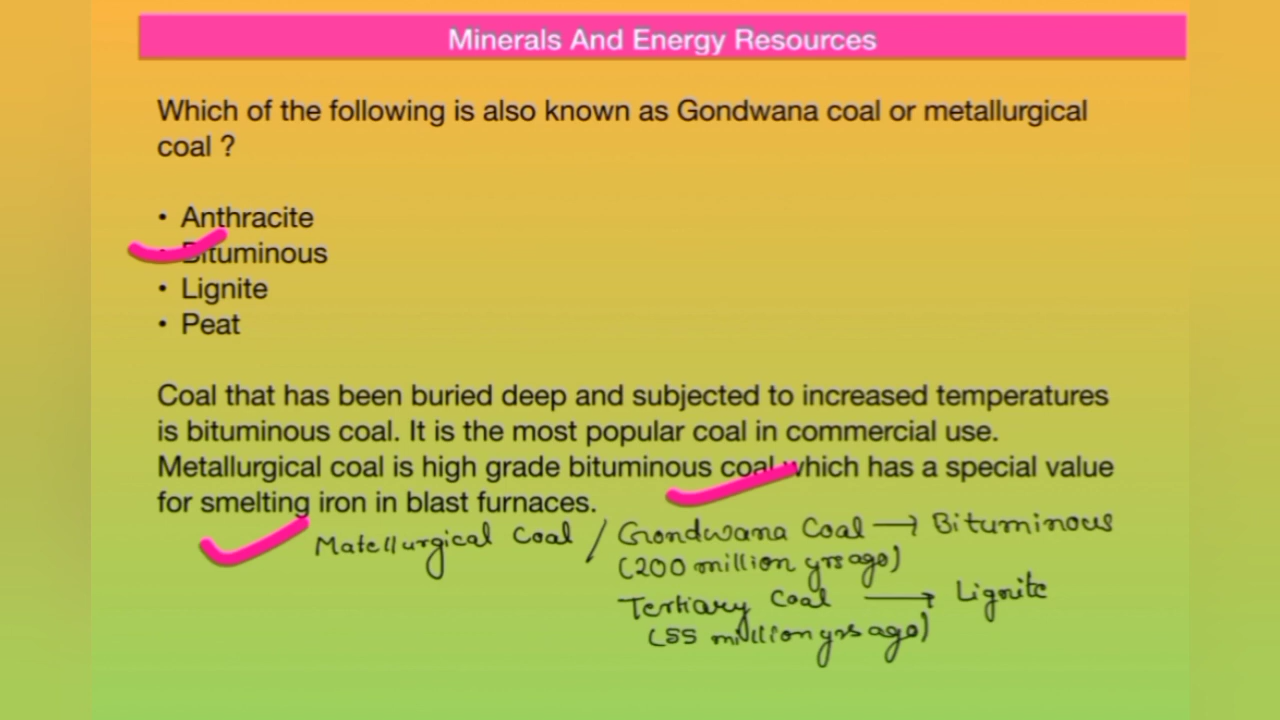 Minerals And Energy Resources
Which of the following is also known as Gondwana coal or metallurgical
coal ?
• Anthracite
• Bituminous
• Lignite
• Peat
Coal that has been buried deep and subjected to increased temperatures
is bituminous coal. It is the most popular coal in commercial use.
Metallurgical coal is high grade bituminous coal which has a special value
for smelting iron in blast furnaces.
Matellurgical Coal / Gondwana Coal → Bituminous
(200 million yrs ago)
Tertiary Coal → Lignite
(55 million yrs ago)